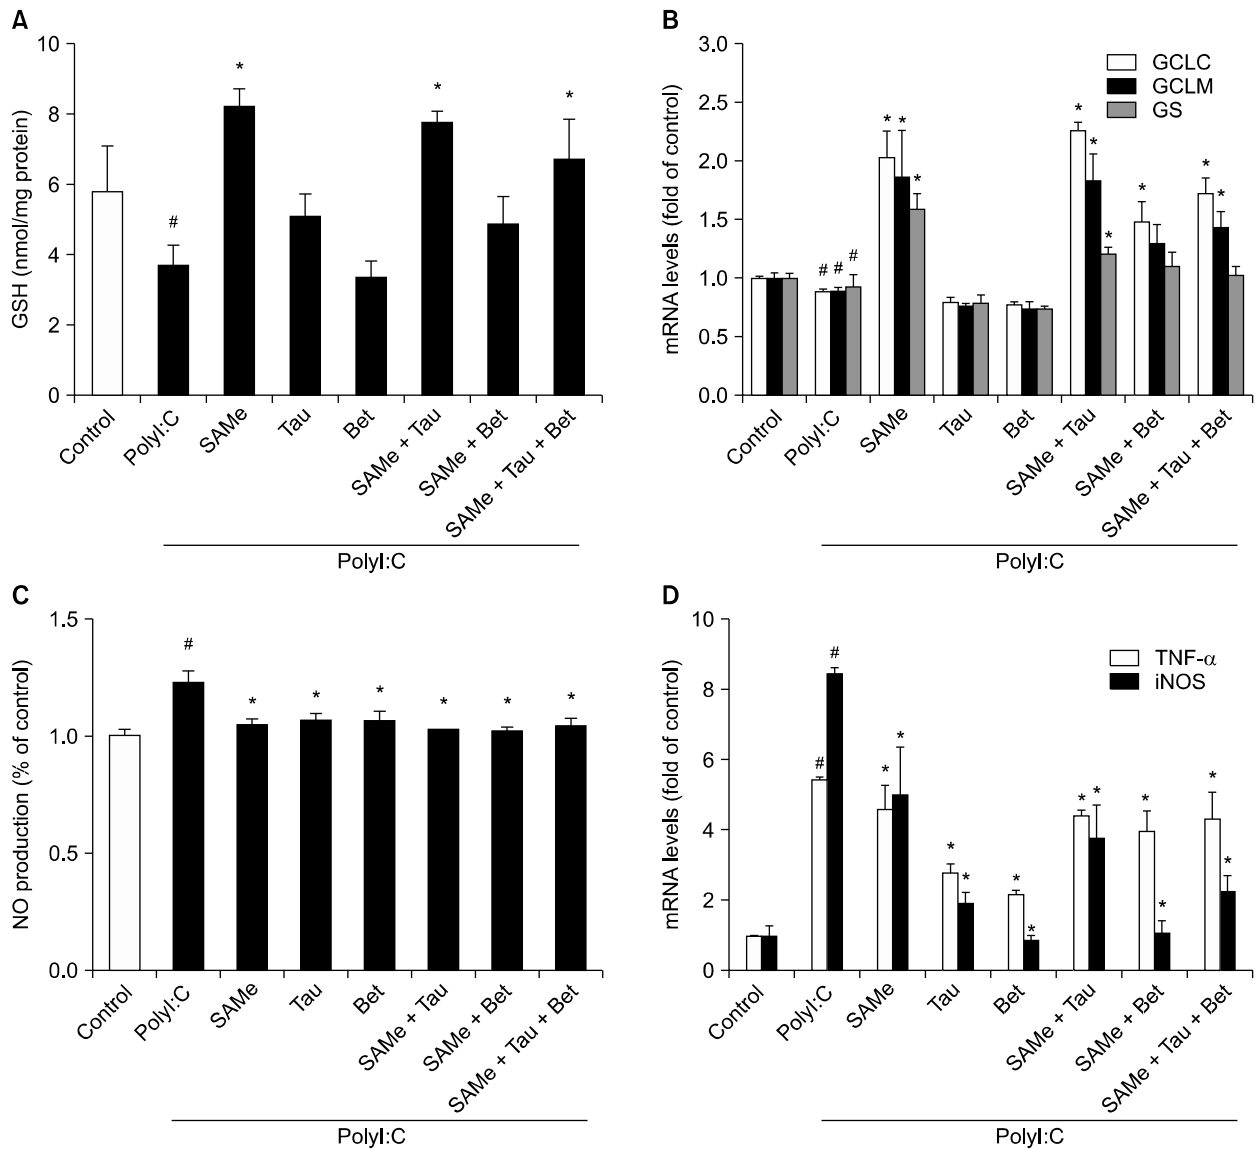 A
GSH (nmol/mg protein)
10
8
6
4
2
0
*
*
*
#
Control
PolyI:C
SAMe
Tau
Bet
SAMe + Tau
SAMe + Bet
SAMe + Tau + Bet
PolyI:C
B
mRNA levels (fold of control)
3.0
2.5
2.0
1.5
1.0
0.5
0.0
GCLC
GCLM
GS
# # #
* * *
* * *
*
* *
Control
PolyI:C
SAMe
Tau
Bet
SAMe + Tau
SAMe + Bet
SAMe + Tau + Bet
PolyI:C
C
NO production (% of control)
1.5
1.0
0.5
0.0
#
* * * * * *
Control
PolyI:C
SAMe
Tau
Bet
SAMe + Tau
SAMe + Bet
SAMe + Tau + Bet
PolyI:C
D
mRNA levels (fold of control)
10
8
6
4
2
0
TNF-α
iNOS
# #
* *
* *
* *
* *
* *
* *
Control
PolyI:C
SAMe
Tau
Bet
SAMe + Tau
SAMe + Bet
SAMe + Tau + Bet
PolyI:C